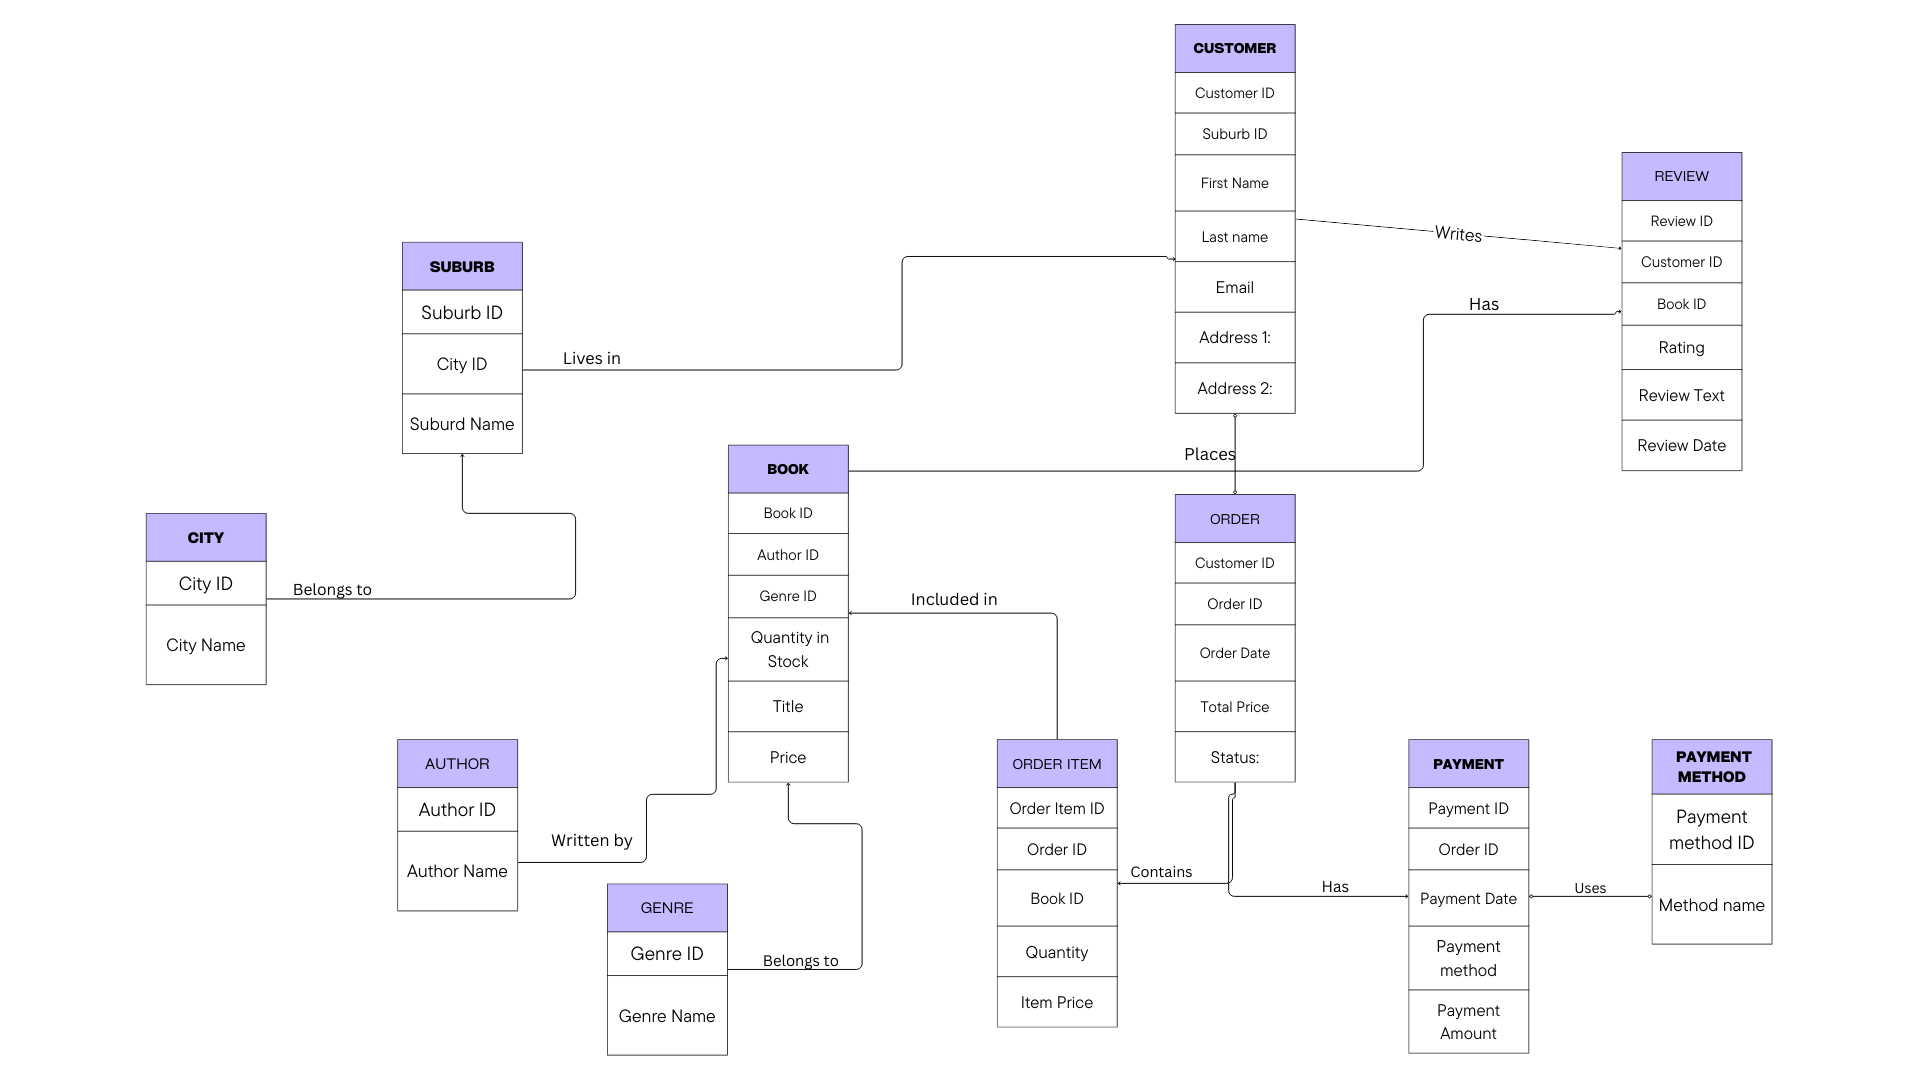 CUSTOMER
Customer ID
Suburb ID
First Name
Last name
Email
Address 1:
Address 2:
Writes
REVIEW
Review ID
Customer ID
Book ID
Rating
Review Text
Review Date
Has
SUBURB
Suburb ID
City ID
Suburd Name
Lives in
Places
CITY
City ID
City Name
Belongs to
BOOK
Book ID
Author ID
Genre ID
Quantity in
Stock
Title
Price
Included in
ORDER
Customer ID
Order ID
Order Date
Total Price
Status:
AUTHOR
Author ID
Author Name
Written by
GENRE
Genre ID
Genre Name
Belongs to
ORDER ITEM
Order Item ID
Order ID
Book ID
Quantity
Item Price
Contains
Has
PAYMENT
Payment ID
Order ID
Payment Date
Payment
method
Payment
Amount
Uses
PAYMENT
METHOD
Payment
method ID
Method name